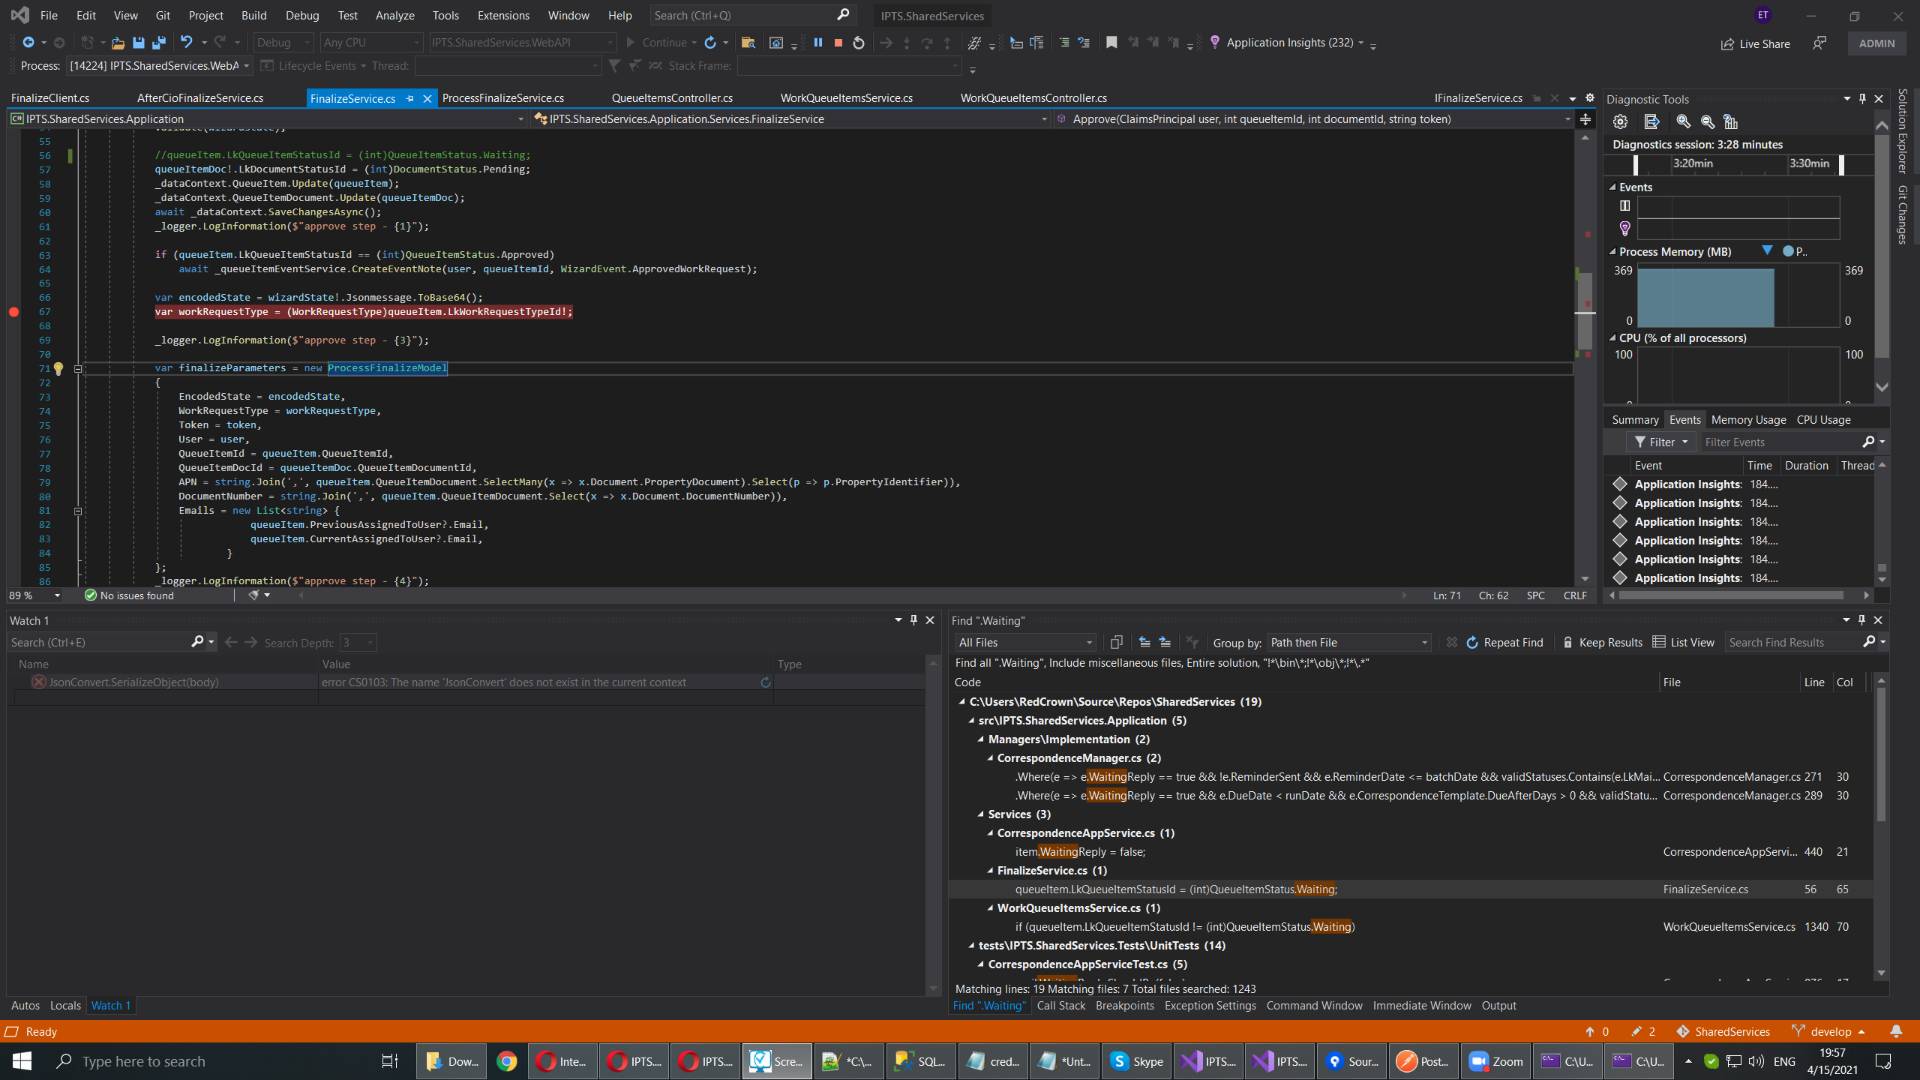 File Edit View Git Project Build Debug Test Analyze Tools Extensions Window Help Search (Ctrl+Q) IPTS.SharedServices ET
Debug Any CPU IPTS.SharedServices.WebAPI Continue Application Insights (232) Live Share ADMIN
Process: [14224] IPTS.SharedServices.WebA Lifecycle Events Thread: Stack Frame:
FinalizeClient.cs AfterCioFinalizeService.cs FinalizeService.cs ProcessFinalizeService.cs QueueItemsController.cs WorkQueueItemsService.cs WorkQueueItemsController.cs IFinalizeService.cs
IPTS.SharedServices.Application IPTS.SharedServices.Application.Services.FinalizeService Approve(ClaimsPrincipal user, int queueItemId, int documentId, string token)
55
56 //queueItem.LkQueueItemStatusId = (int)QueueItemStatus.Waiting;
57 queueItemDoc!.LkDocumentStatusId = (int)DocumentStatus.Pending;
58 _dataContext.QueueItem.Update(queueItem);
59 _dataContext.QueueItemDocument.Update(queueItemDoc);
60 await _dataContext.SaveChangesAsync();
61 _logger.LogInformation($"approve step - {1}");
62
63 if (queueItem.LkQueueItemStatusId == (int)QueueItemStatus.Approved)
64 await _queueItemEventService.CreateEventNote(user, queueItemId, WizardEvent.ApprovedWorkRequest);
65
66 var encodedState = wizardState!.Jsonmessage.ToBase64();
67 var workRequestType = (WorkRequestType)queueItem.LkWorkRequestTypeId!;
68
69 _logger.LogInformation($"approve step - {3}");
70
71 var finalizeParameters = new ProcessFinalizeModel
72 {
73 EncodedState = encodedState,
74 WorkRequestType = workRequestType,
75 Token = token,
76 User = user,
77 QueueItemId = queueItem.QueueItemId,
78 QueueItemDocId = queueItemDoc.QueueItemDocumentId,
79 APN = string.Join(',', queueItem.QueueItemDocument.SelectMany(x => x.Document.PropertyDocument).Select(p => p.PropertyIdentifier)),
80 DocumentNumber = string.Join(',', queueItem.QueueItemDocument.Select(x => x.Document.DocumentNumber)),
81 Emails = new List<string> {
82 queueItem.PreviousAssignedToUser?.Email,
83 queueItem.CurrentAssignedToUser?.Email,
84 }
85 };
86 _logger.LogInformation($"approve step - {4}");
89 % No issues found Ln: 71 Ch: 62 SPC CRLF
Diagnostic Tools
Diagnostics session: 3:28 minutes
3:20min 3:30min
Events
Process Memory (MB) P..
369 369
0 0
CPU (% of all processors)
100 100
Summary Events Memory Usage CPU Usage
Filter Filter Events
Event Time Duration Thread
Application Insights: 184....
Application Insights: 184....
Application Insights: 184....
Application Insights: 184....
Application Insights: 184....
Application Insights: 184....
Solution Explorer
Git Changes
Watch 1
Search (Ctrl+E) Search Depth: 3
Name Value Type
JsonConvert.SerializeObject(body) error CS0103: The name 'JsonConvert' does not exist in the current context
Autos Locals Watch 1
Find ".Waiting"
All Files Group by: Path then File Repeat Find Keep Results List View Search Find Results
Find all ".Waiting", Include miscellaneous files, Entire solution, "!*\bin\*;!*\obj\*;!*\.*"
Code File Line Col
C:\Users\RedCrown\Source\Repos\SharedServices (19)
src\IPTS.SharedServices.Application (5)
Managers\Implementation (2)
CorrespondenceManager.cs (2)
.Where(e => e.WaitingReply == true && !e.ReminderSent && e.ReminderDate <= batchDate && validStatuses.Contains(e.LkMai... CorrespondenceManager.cs 271 30
.Where(e => e.WaitingReply == true && e.DueDate < runDate && e.CorrespondenceTemplate.DueAfterDays > 0 && validStatu... CorrespondenceManager.cs 289 30
Services (3)
CorrespondenceAppService.cs (1)
item.WaitingReply = false; CorrespondenceAppServi... 440 21
FinalizeService.cs (1)
queueItem.LkQueueItemStatusId = (int)QueueItemStatus.Waiting; FinalizeService.cs 56 65
WorkQueueItemsService.cs (1)
if (queueItem.LkQueueItemStatusId != (int)QueueItemStatus.Waiting) WorkQueueItemsService.cs 1340 70
tests\IPTS.SharedServices.Tests\UnitTests (14)
CorrespondenceAppServiceTest.cs (5)
Matching lines: 19 Matching files: 7 Total files searched: 1243
Find ".Waiting" Call Stack Breakpoints Exception Settings Command Window Immediate Window Output
Ready 0 2 SharedServices develop
Type here to search Dow... Inte... IPTS... IPTS... Scre... *C:\... SQL... cred... *Unt... Skype IPTS... IPTS... Sour... Post... Zoom C:\U... C:\U... ENG 19:57
4/15/2021